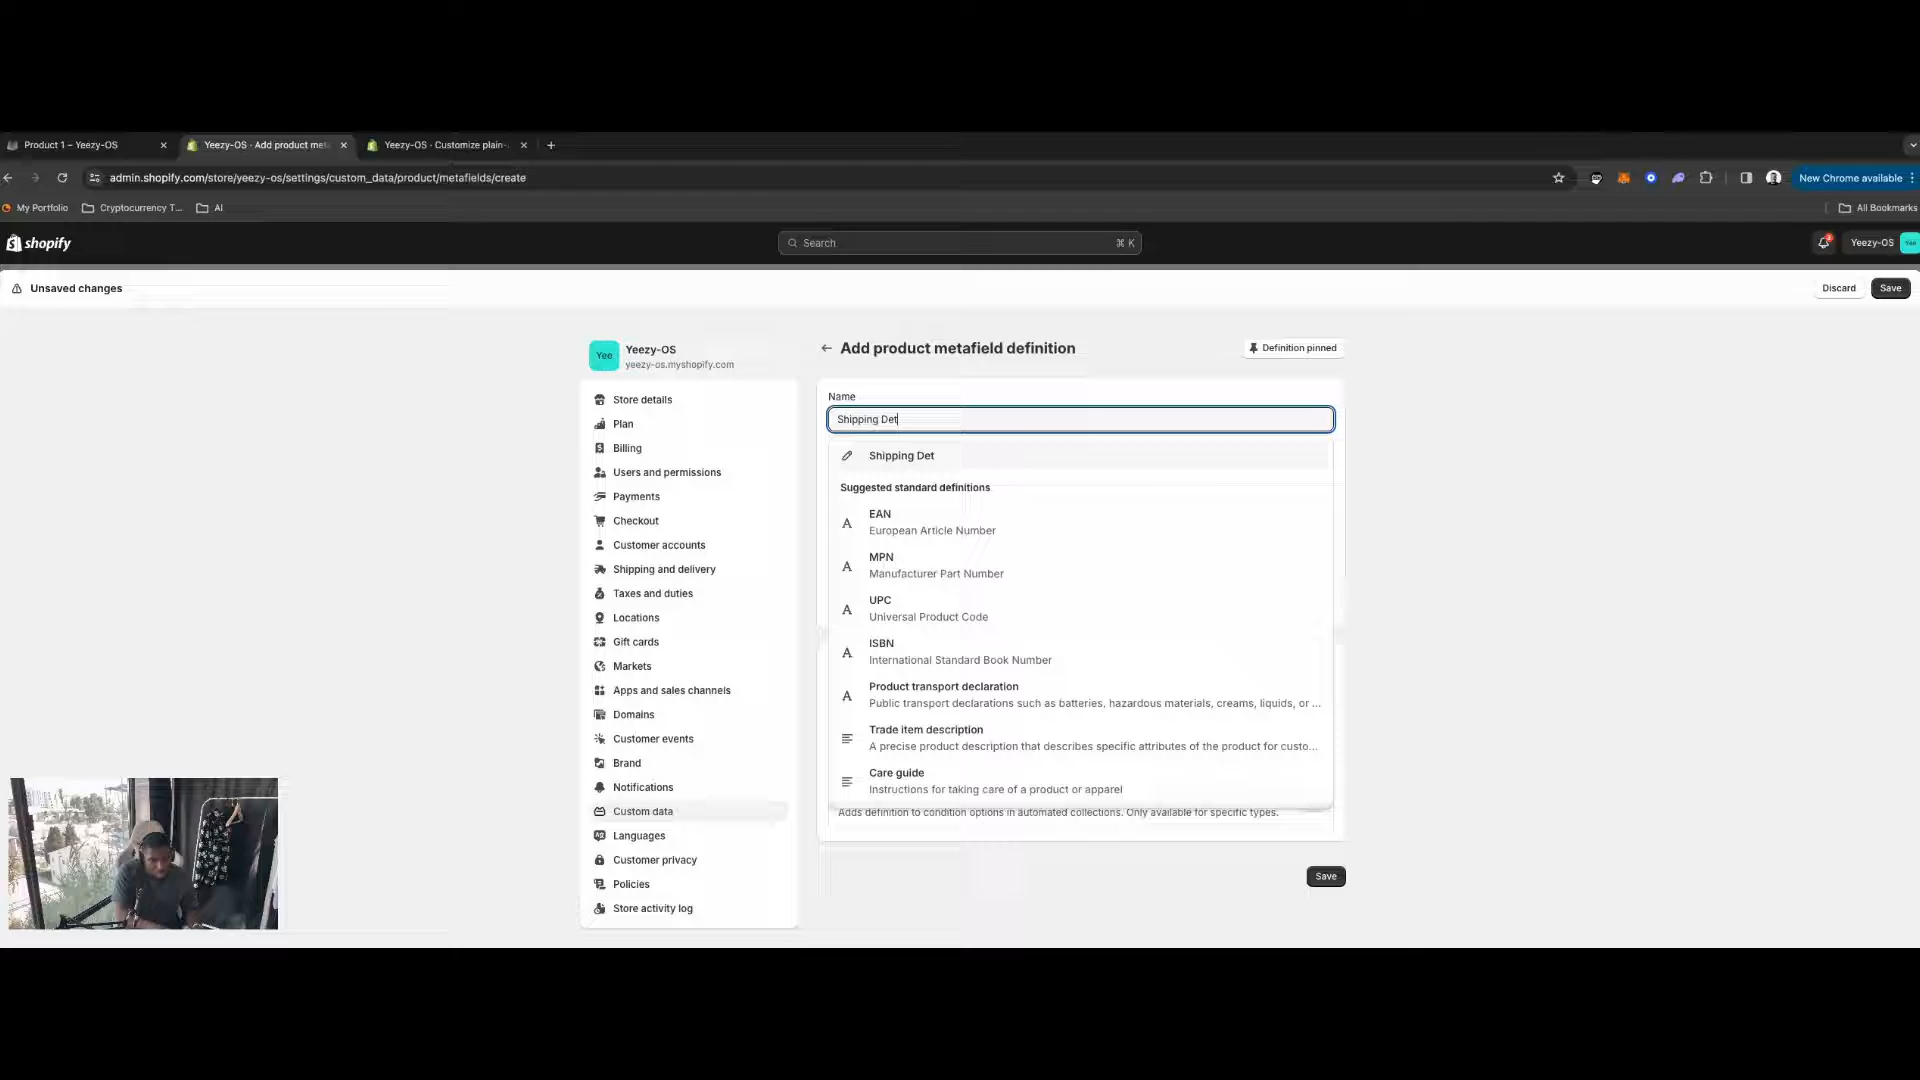 Product 1 – Yeezy-OS
Yeezy-OS · Add product met
Yeezy-OS · Customize plain-
admin.shopify.com/store/yeezy-os/settings/custom_data/product/metafields/create
New Chrome available
My Portfolio
Cryptocurrency T...
AI
All Bookmarks
shopify
Search
⌘ K
Yeezy-OS
Yee
Unsaved changes
Discard
Save
Yee
Yeezy-OS
yeezy-os.myshopify.com
Store details
Plan
Billing
Users and permissions
Payments
Checkout
Customer accounts
Shipping and delivery
Taxes and duties
Locations
Gift cards
Markets
Apps and sales channels
Domains
Customer events
Brand
Notifications
Custom data
Languages
Customer privacy
Policies
Store activity log
Add product metafield definition
Definition pinned
Name
Shipping Det
Shipping Det
Suggested standard definitions
EAN
European Article Number
MPN
Manufacturer Part Number
UPC
Universal Product Code
ISBN
International Standard Book Number
Product transport declaration
Public transport declarations such as batteries, hazardous materials, creams, liquids, or ...
Trade item description
A precise product description that describes specific attributes of the product for custo...
Care guide
Instructions for taking care of a product or apparel
Adds definition to condition options in automated collections. Only available for specific types.
Save